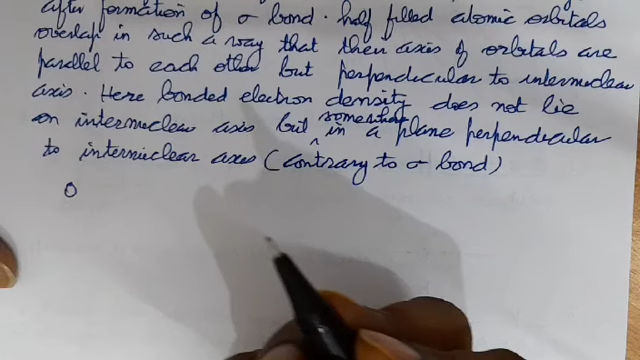 after formation of σ bond. half filled atomic orbitals
overlap in such a way that their axis of orbitals are
parallel to each other but perpendicular to internuclear
axis. Here bonded electron density does not lie
on internuclear axis but somewhat in a plane perpendicular
to internuclear axes (contrary to σ bond)
O